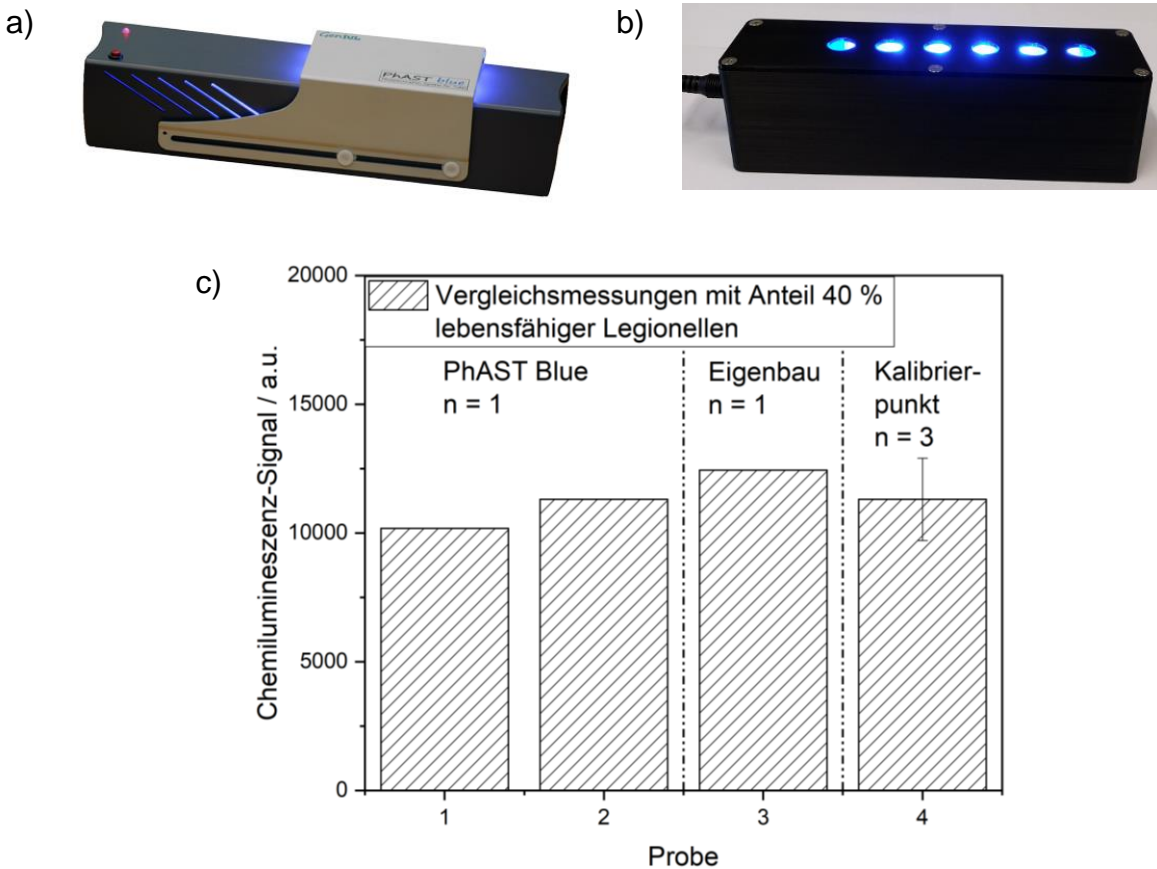 a)
b)
GenIUL
PhAST blue
c)
Vergleichsmessungen mit Anteil 40 %
lebensfähiger Legionellen
PhAST Blue
n = 1
Eigenbau
n = 1
Kalibrier-
punkt
n = 3
Chemilumineszenz-Signal / a.u.
20000
15000
10000
5000
0
1
2
3
4
Probe